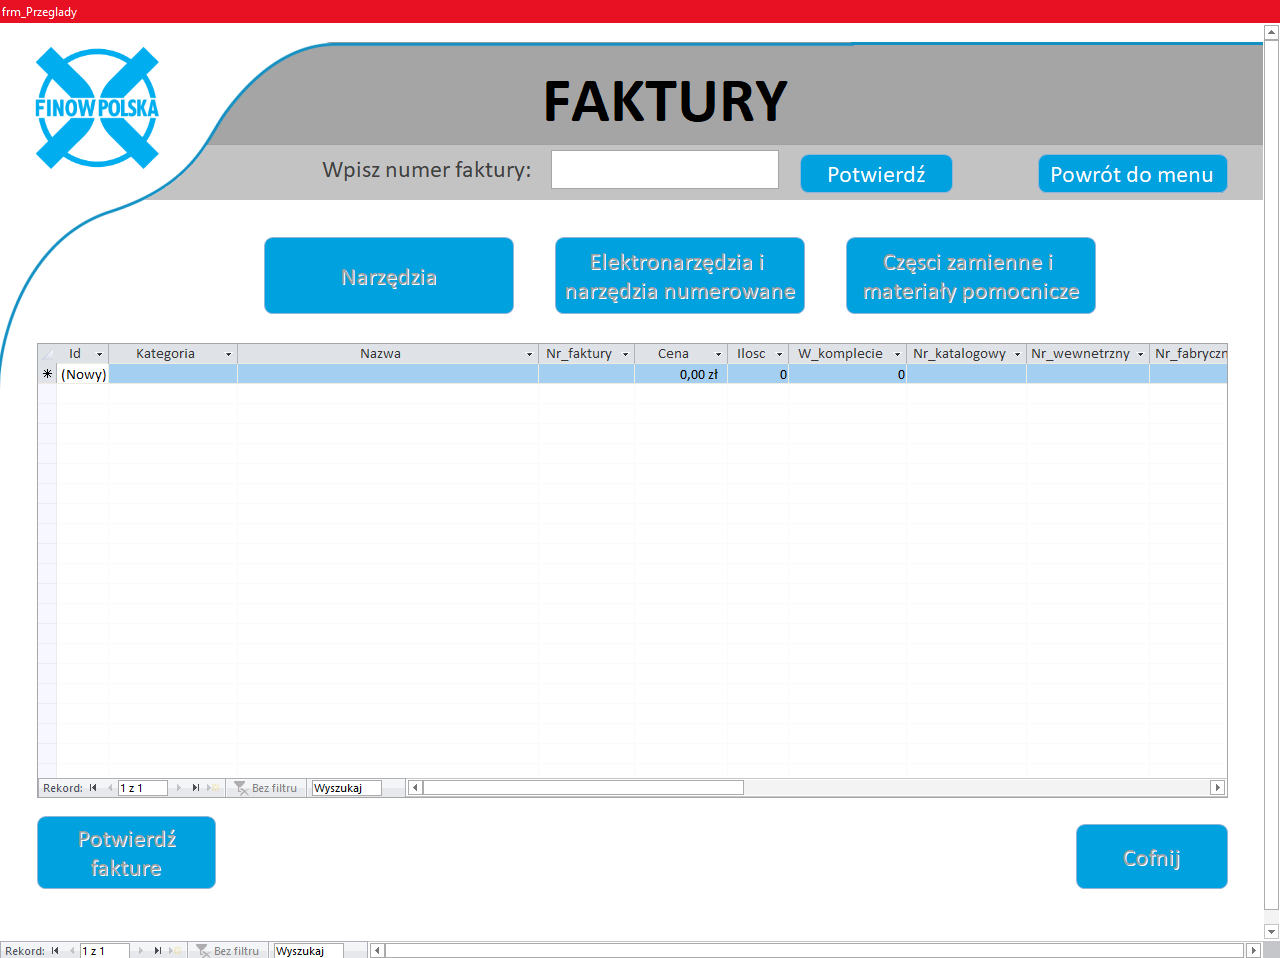 frm_Przeglady
FINOW POLSKA
FAKTURY
Wpisz numer faktury:
Potwierdź
Powrót do menu
Narzędzia
Elektronarzędzia i
narzędzia numerowane
Częsci zamienne i
materiały pomocnicze
Id Kategoria Nazwa Nr_faktury Cena Ilosc W_komplecie Nr_katalogowy Nr_wewnetrzny Nr_fabryczn
(Nowy) 0,00 zł 0 0
Rekord: 1 z 1 Bez filtru Wyszukaj
Potwierdź
fakture
Cofnij
Rekord: 1 z 1 Bez filtru Wyszukaj